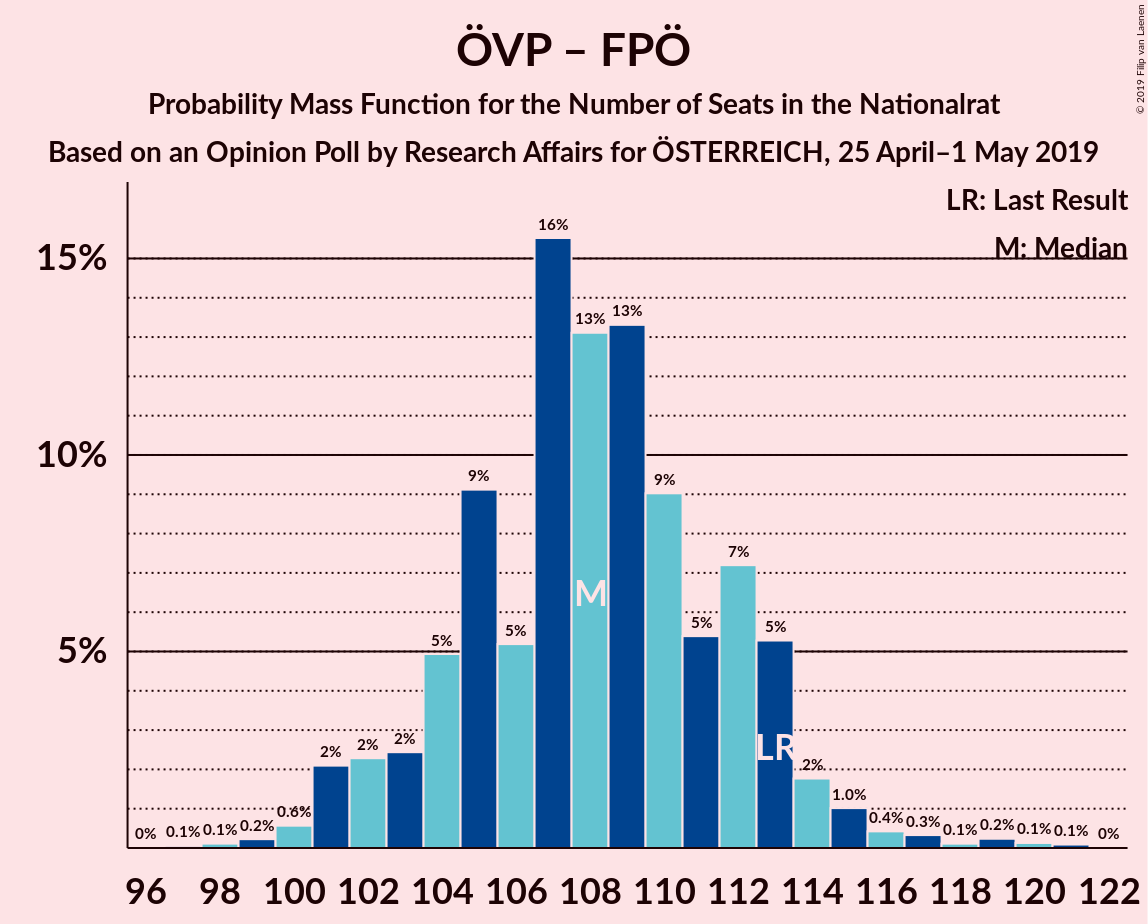 ÖVP – FPÖ
Probability Mass Function for the Number of Seats in the Nationalrat
Based on an Opinion Poll by Research Affairs for ÖSTERREICH, 25 April–1 May 2019
© 2019 Filip van Laenen
LR: Last Result
M: Median
15%
10%
5%
0% 0.1% 0.1% 0.2% 0.6% 2% 2% 2% 5% 9% 5% 16% 13% 13% 9% 5% 7% 5% 2% 1.0% 0.4% 0.3% 0.1% 0.2% 0.1% 0.1% 0%
M
LR
96 98 100 102 104 106 108 110 112 114 116 118 120 122